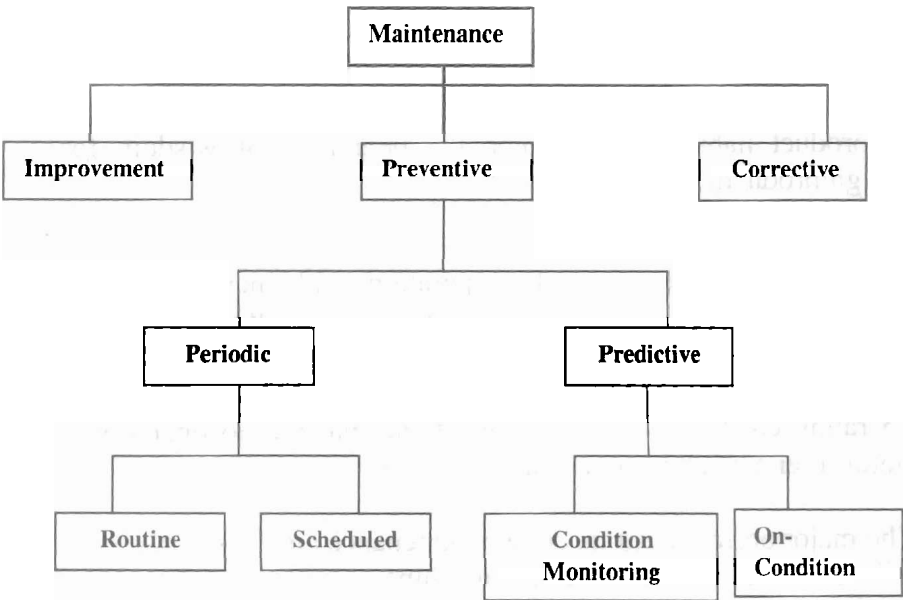 Maintenance
Improvement
Preventive
Corrective
Periodic
Predictive
Routine
Scheduled
Condition
Monitoring
On-
Condition